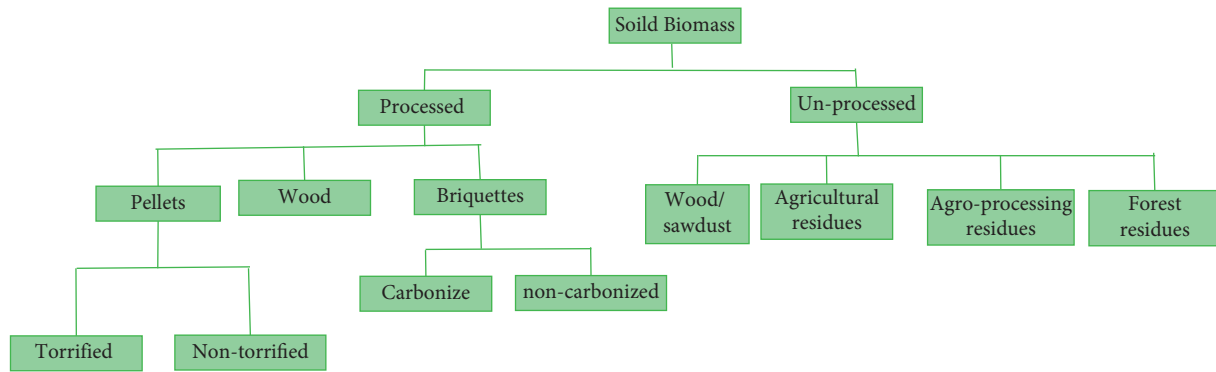 Soild Biomass
Processed
Un-processed
Pellets
Wood
Briquettes
Wood/
sawdust
Agricultural
residues
Agro-processing
residues
Forest
residues
Carbonize
non-carbonized
Torrified
Non-torrified